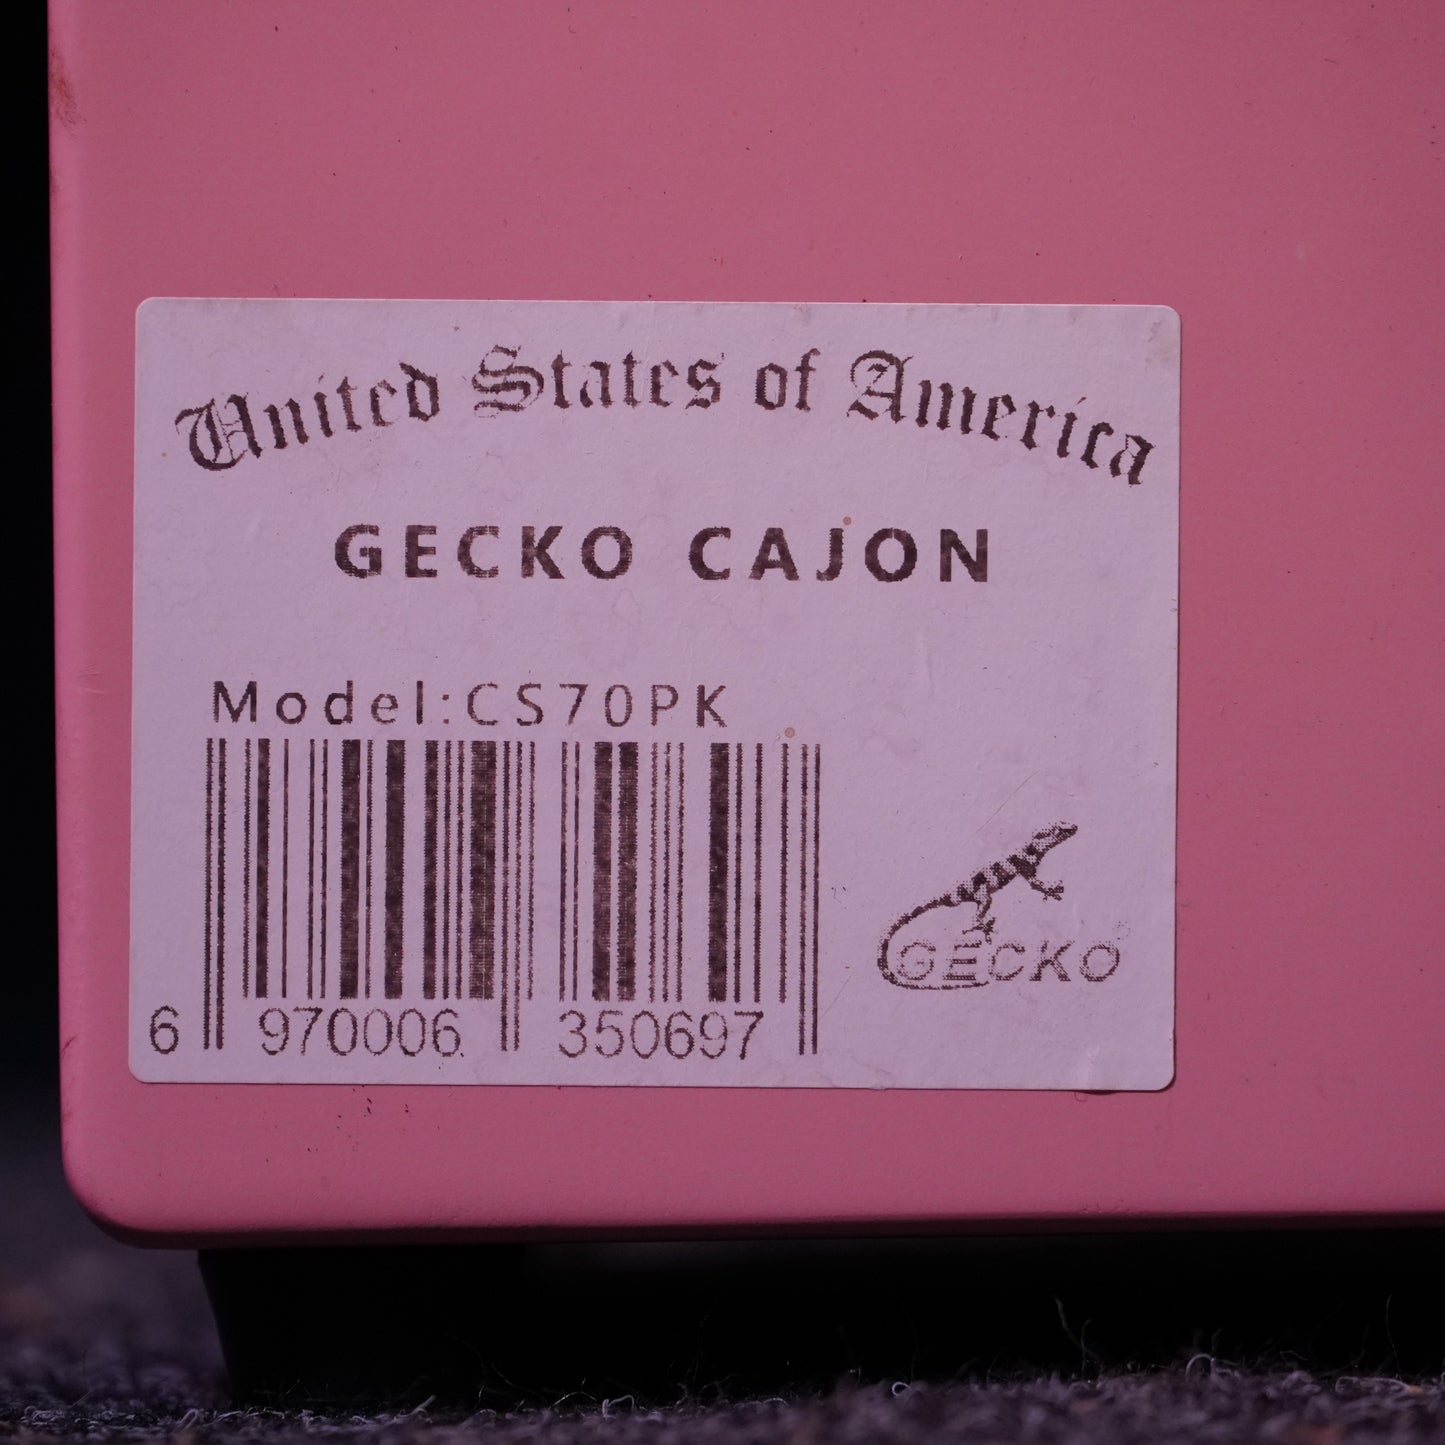 United States of America
GECKO CAJON
Model:CS70PK
GECKO
6 970006 350697